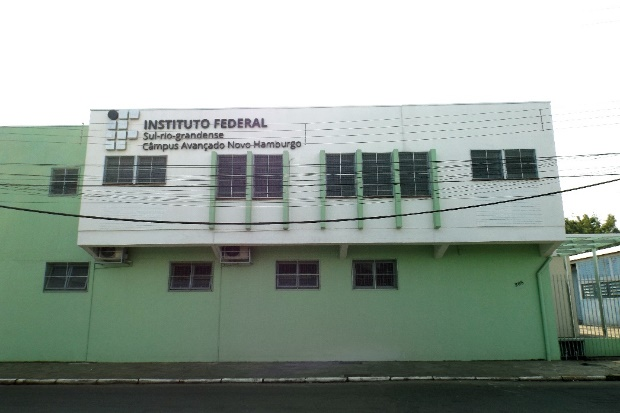 INSTITUTO FEDERAL
Sul-rio-grandense
Câmpus Avançado Novo Hamburgo